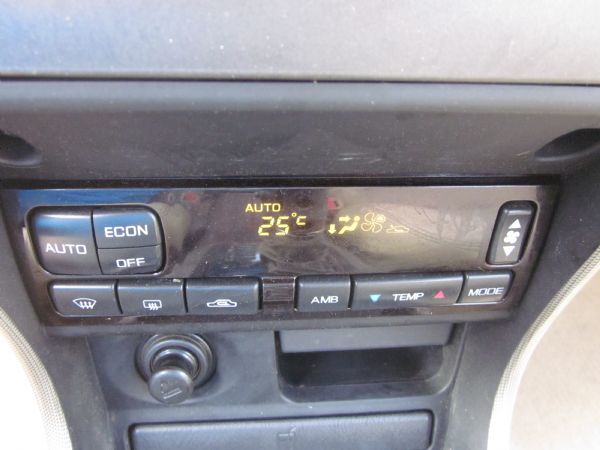 AUTO
25°C
AUTO
ECON
OFF
AMB
TEMP
MODE